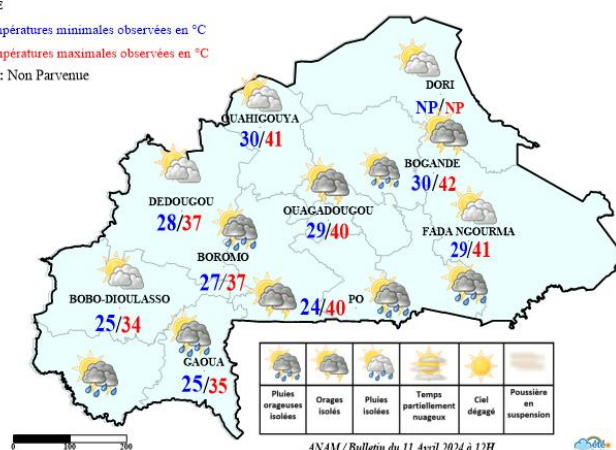 mpératures minimales observées en °C
mpératures maximales observées en °C
: Non Parvenue
DORI
NP/NP
OUAHIGOUYA
30/41
BOGANDE
30/42
DEDOUGOU
28/37
OUAGADOUGOU
29/40
FADA NGOURMA
29/41
BOROMO
27/37
BOBO-DIOULASSO
25/34
24/40 PO
GAOUA
25/35
Pluies orageuses isolées
Orages isolés
Pluies isolées
Temps partiellement nuageux
Ciel dégagé
Poussière en suspension
0 100 200
ANAM / Bulletin du 11 Avril 2024 à 12H